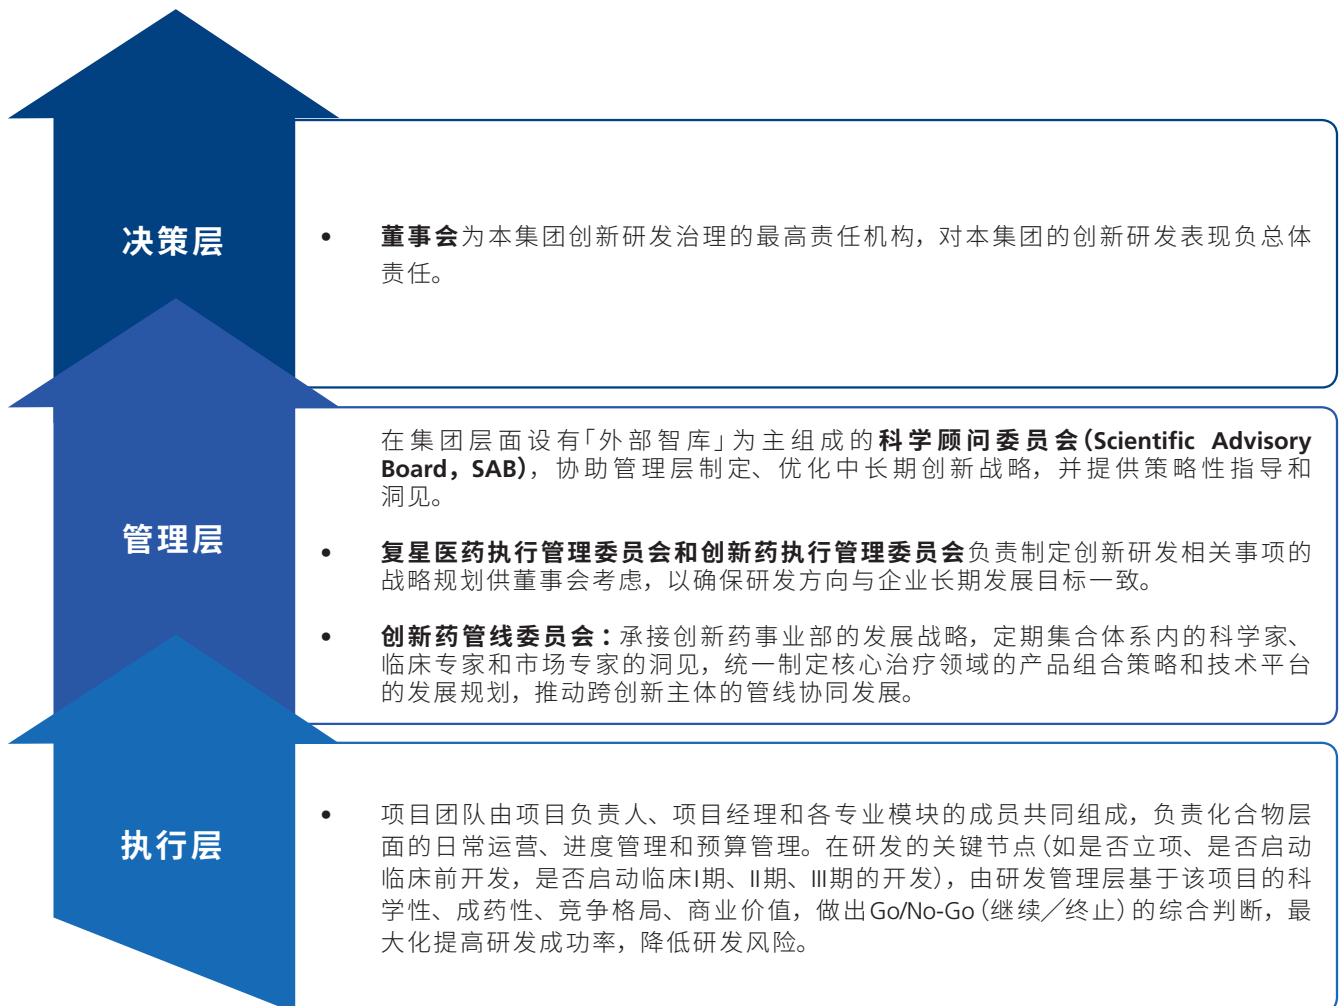 决策层
• 董事会为本集团创新研发治理的最高责任机构，对本集团的创新研发表现负总体
责任。
管理层
在集团层面设有「外部智库」为主组成的科学顾问委员会（Scientific Advisory
Board，SAB），协助管理层制定、优化中长期创新战略，并提供策略性指导和
洞见。
• 复星医药执行管理委员会和创新药执行管理委员会负责制定创新研发相关事项的
战略规划供董事会考虑，以确保研发方向与企业长期发展目标一致。
• 创新药管线委员会：承接创新药事业部的发展战略，定期集合体系内的科学家、
临床专家和市场专家的洞见，统一制定核心治疗领域的产品组合策略和技术平台
的发展规划，推动跨创新主体的管线协同发展。
执行层
• 项目团队由项目负责人、项目经理和各专业模块的成员共同组成，负责化合物层
面的日常运营、进度管理和预算管理。在研发的关键节点（如是否立项、是否启动
临床前开发，是否启动临床I期、II期、III期的开发），由研发管理层基于该项目的科
学性、成药性、竞争格局、商业价值，做出Go/No-Go（继续／终止）的综合判断，最
大化提高研发成功率，降低研发风险。